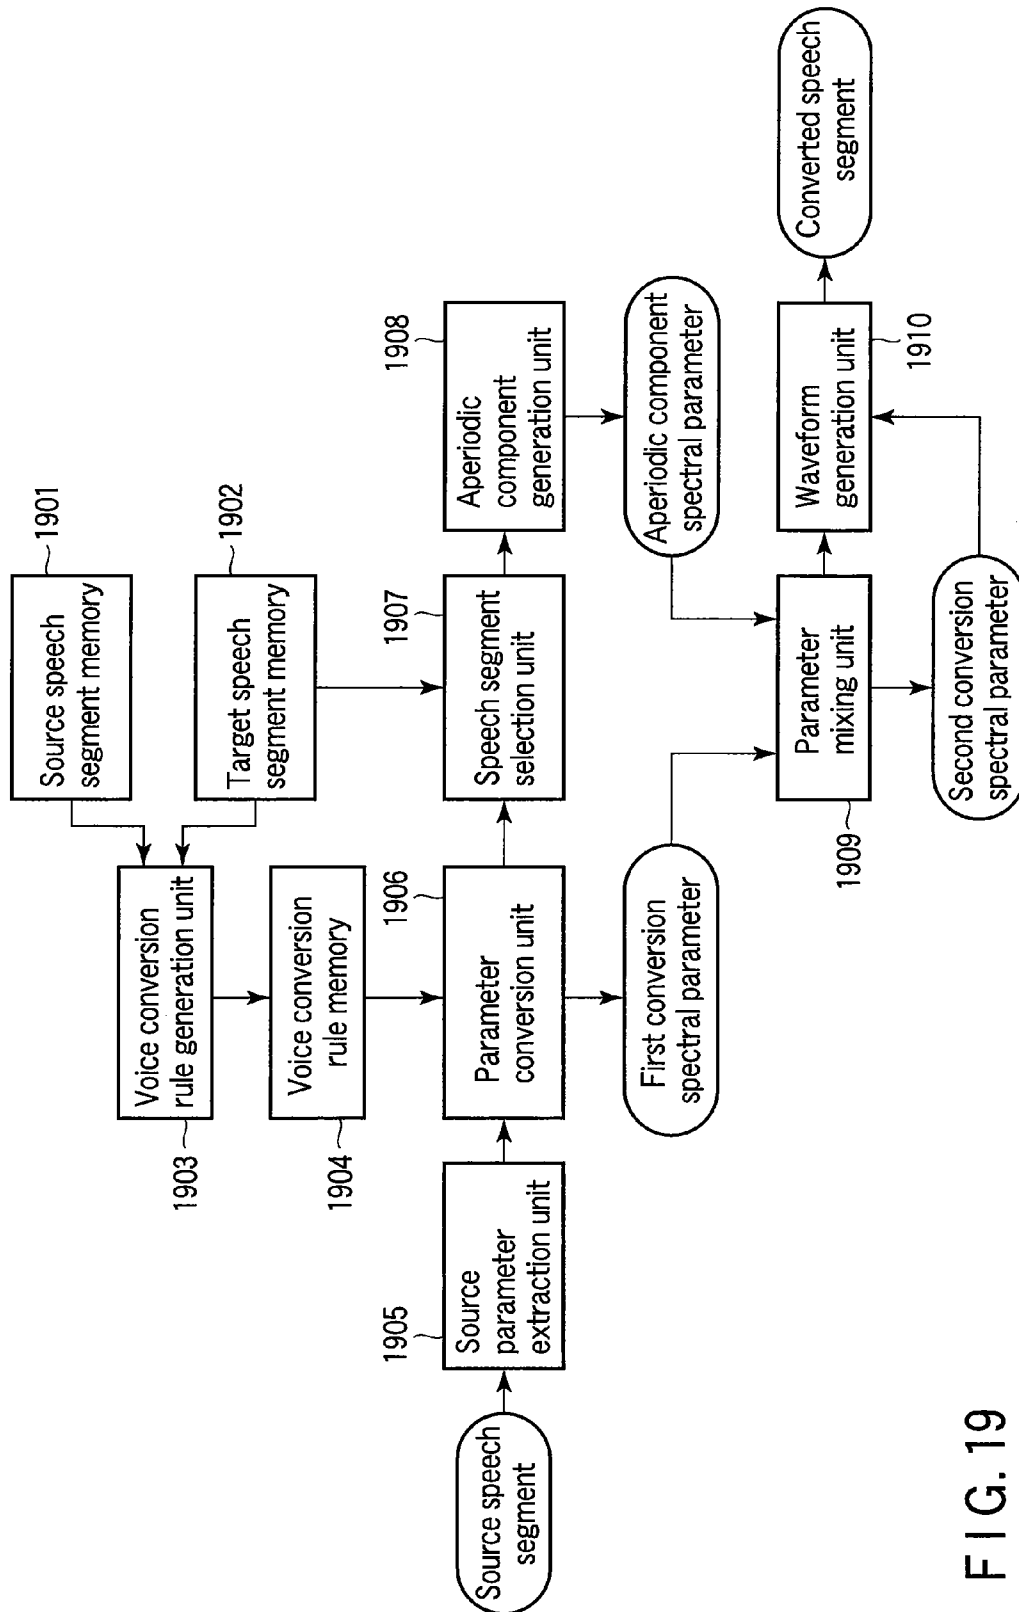 1901
Source speech
segment memory
1902
Target speech
segment memory
Voice conversion
rule generation unit
1903
Voice conversion
rule memory
1904
Source speech
segment
1905
Source
parameter
extraction unit
1906
Parameter
conversion unit
1907
Speech segment
selection unit
1908
Aperiodic
component
generation unit
First conversion
spectral parameter
Aperiodic component
spectral parameter
Parameter
mixing unit
1909
Waveform
generation unit
1910
Converted speech
segment
Second conversion
spectral parameter
FIG. 19